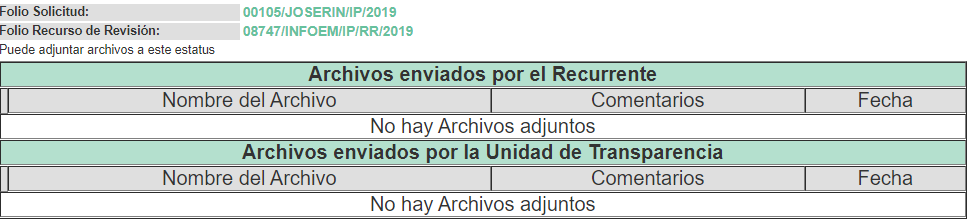 Folio Solicitud: 00105/JOSERIN/IP/2019
Folio Recurso de Revisión: 08747/INFOEM/IP/RR/2019
Puede adjuntar archivos a este estatus
Archivos enviados por el Recurrente
Nombre del Archivo Comentarios Fecha
No hay Archivos adjuntos
Archivos enviados por la Unidad de Transparencia
Nombre del Archivo Comentarios Fecha
No hay Archivos adjuntos